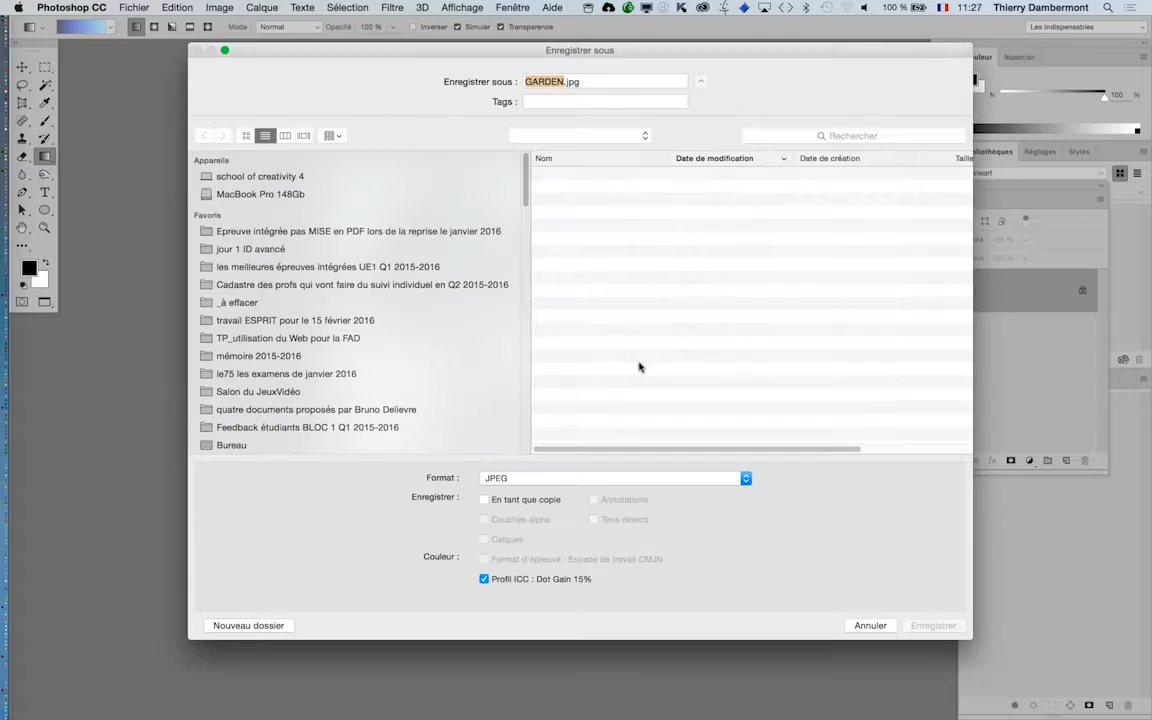 Photoshop CC Fichier Edition Image Calque Texte Sélection Filtre 3D Affichage Fenêtre Aide 100 % 11:27 Thierry Dambermont
Mode : Normal Opacité : 100 % Inverser Simuler Transparence Les indispensables
Enregistrer sous
Nuancier
Enregistrer sous : GARDEN.jpg
N 100 %
Tags :
Rechercher
Réglages Styles
Nom Date de modification Date de création Taille
Appareils
school of creativity 4
MacBook Pro 148Gb
Favoris
Epreuve intégrée pas MISE en PDF lors de la reprise le janvier 2016
jour 1 ID avancé
les meilleures épreuves intégrées UE1 Q1 2015-2016
Cadastre des profs qui vont faire du suivi individuel en Q2 2015-2016
_à effacer
travail ESPRIT pour le 15 février 2016
TP_utilisation du Web pour la FAD
mémoire 2015-2016
le75 les examens de janvier 2016
Salon du JeuxVidéo
quatre documents proposés par Bruno Delievre
Feedback étudiants BLOC 1 Q1 2015-2016
Bureau
Format : JPEG
Enregistrer : En tant que copie Annotations
Couches alpha Tons directs
Calques
Couleur : Format d'épreuve : Espace de travail CMJN
Profil ICC : Dot Gain 15%
Nouveau dossier Annuler Enregistrer